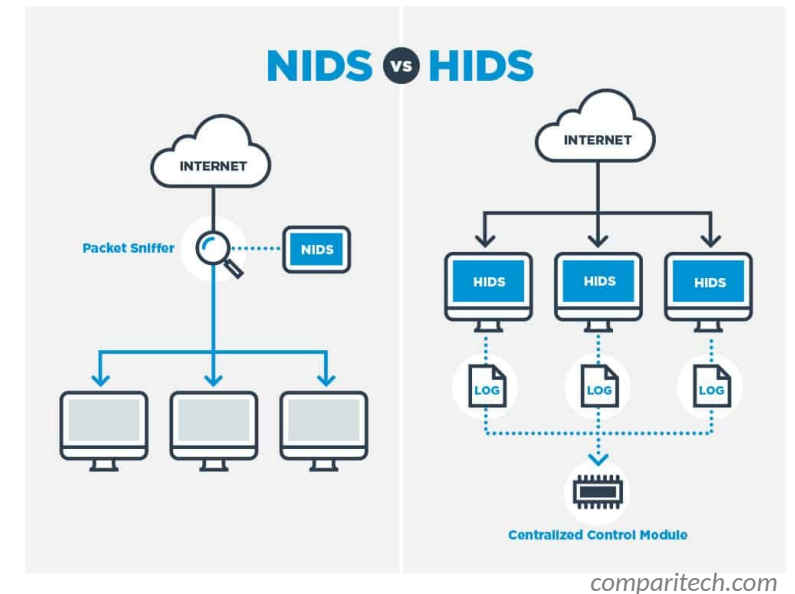 NIDS vs HIDS
INTERNET
Packet Sniffer
NIDS
INTERNET
HIDS
HIDS
HIDS
LOG
LOG
LOG
Centralized Control Module
comparitech.com